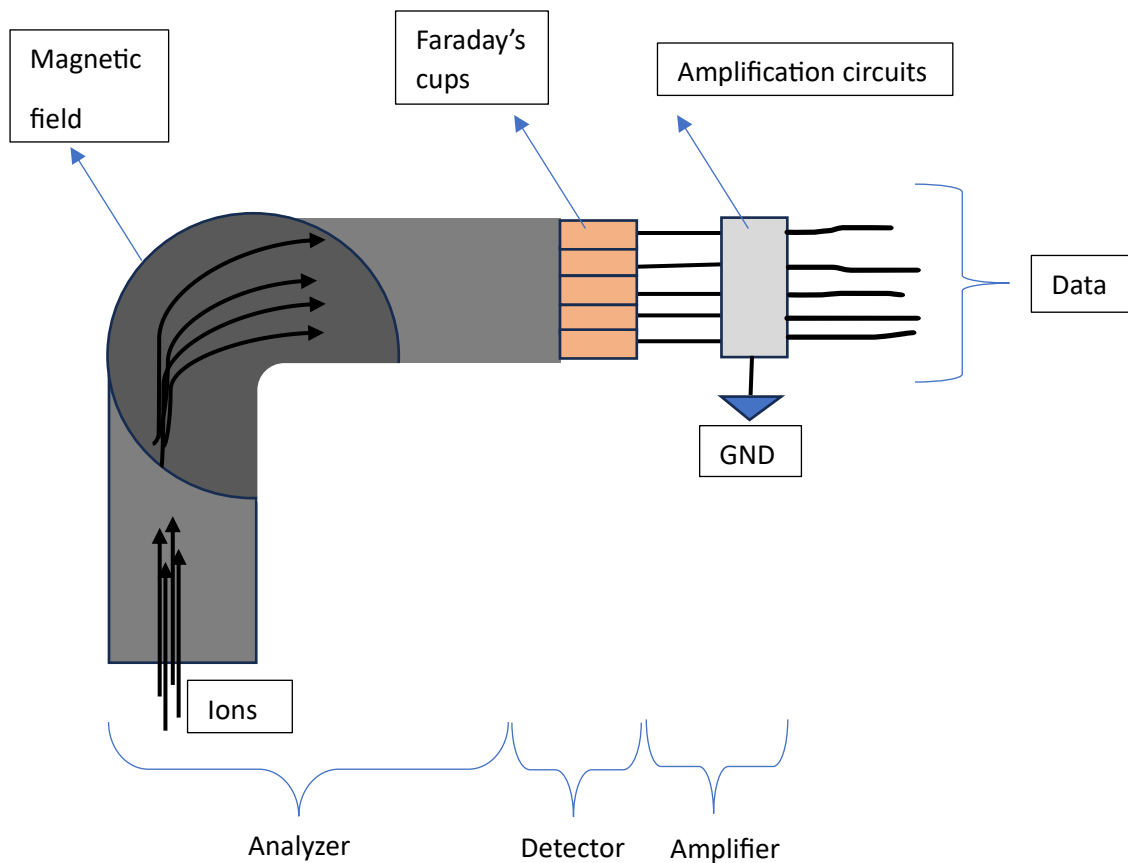 Magnetic
field
Faraday's
cups
Amplification circuits
Data
GND
Ions
Analyzer
Detector
Amplifier